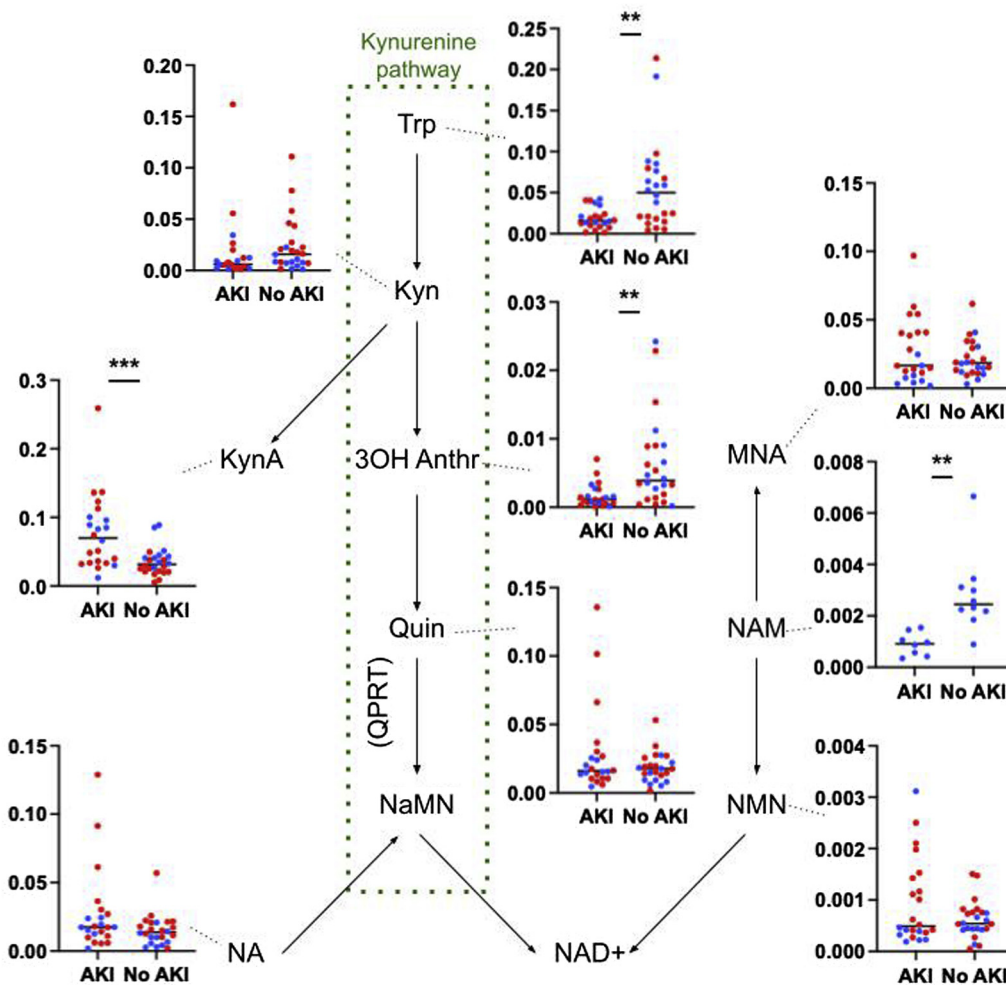 Kynurenine
pathway
Trp
Kyn
KynA
3OH Anthr
Quin
(QPRT)
NaMN
NA
NAD+
MNA
NAM
NMN
0.20
0.15
0.10
0.05
0.00
AKI No AKI
**
0.25
0.20
0.15
0.10
0.05
0.00
AKI No AKI
***
0.3
0.2
0.1
0.0
AKI No AKI
**
0.03
0.02
0.01
0.00
AKI No AKI
0.15
0.10
0.05
0.00
AKI No AKI
**
0.008
0.006
0.004
0.002
0.000
AKI No AKI
0.15
0.10
0.05
0.00
AKI No AKI
0.15
0.10
0.05
0.00
AKI No AKI
0.004
0.003
0.002
0.001
0.000
AKI No AKI